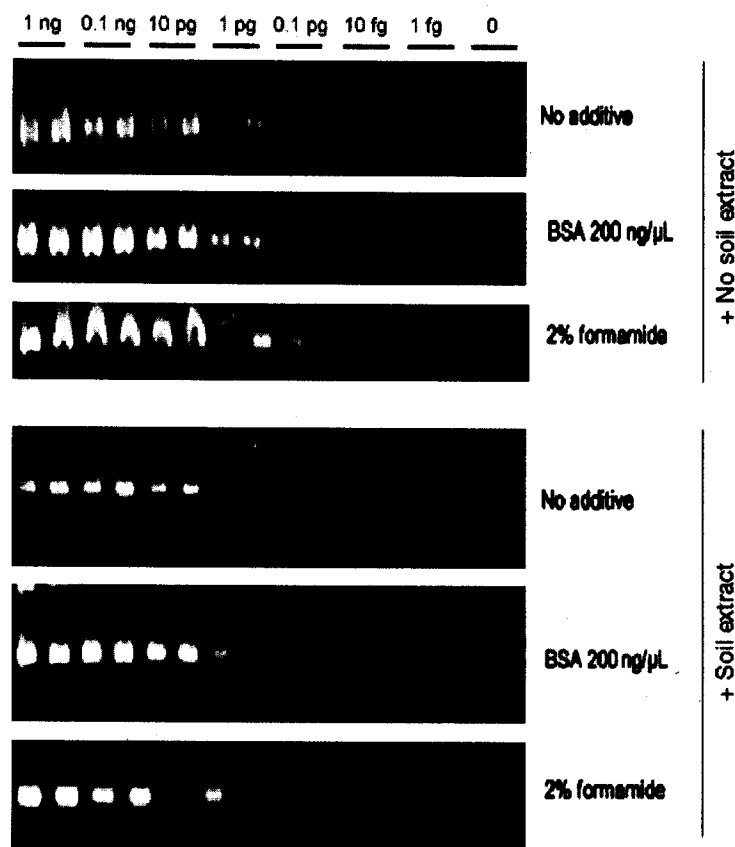 1 ng 0.1 ng 10 pg 1 pg 0.1 pg 10 fg 1 fg 0
No additive
BSA 200 ng/µL
2% formamide
+ No soil extract
No additive
BSA 200 ng/µL
2% formamide
+ Soil extract